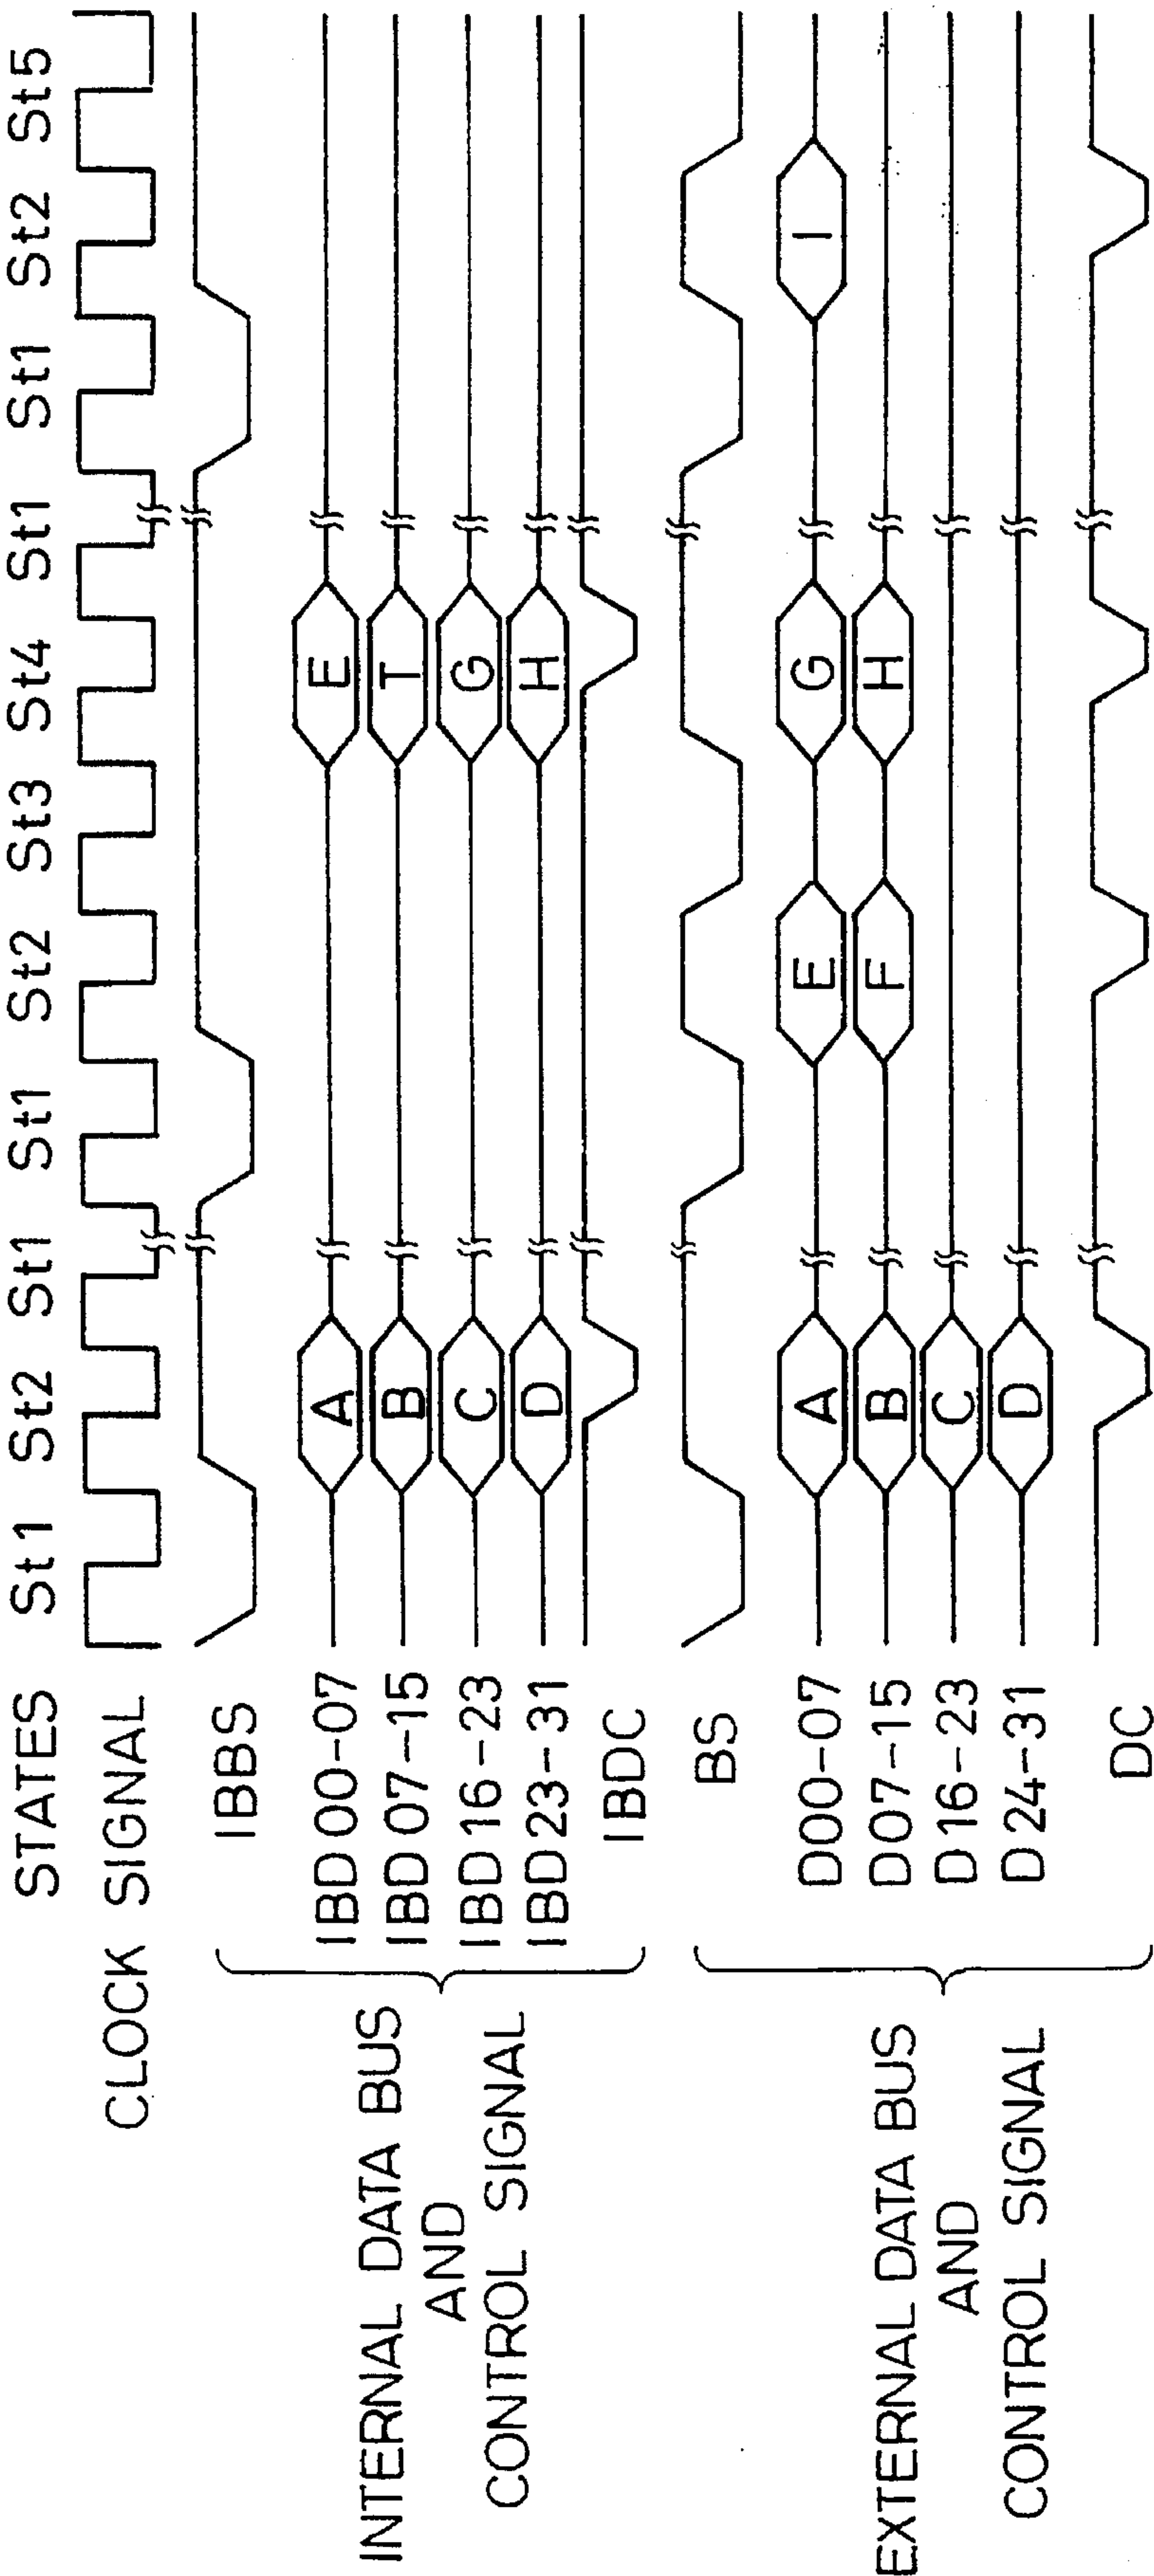 STATES St1 St2 St1 St1 St2 St3 St4 St1 St1 St2 St5
CLOCK SIGNAL
INTERNAL DATA BUS
AND
CONTROL SIGNAL
IBBS
IBD 00-07 A E
IBD 07-15 B T
IBD 16-23 C G
IBD 23-31 D H
IBDC
EXTERNAL DATA BUS
AND
CONTROL SIGNAL
BS
D00-07 A E G I
D07-15 B F H
D16-23 C
D24-31 D
DC